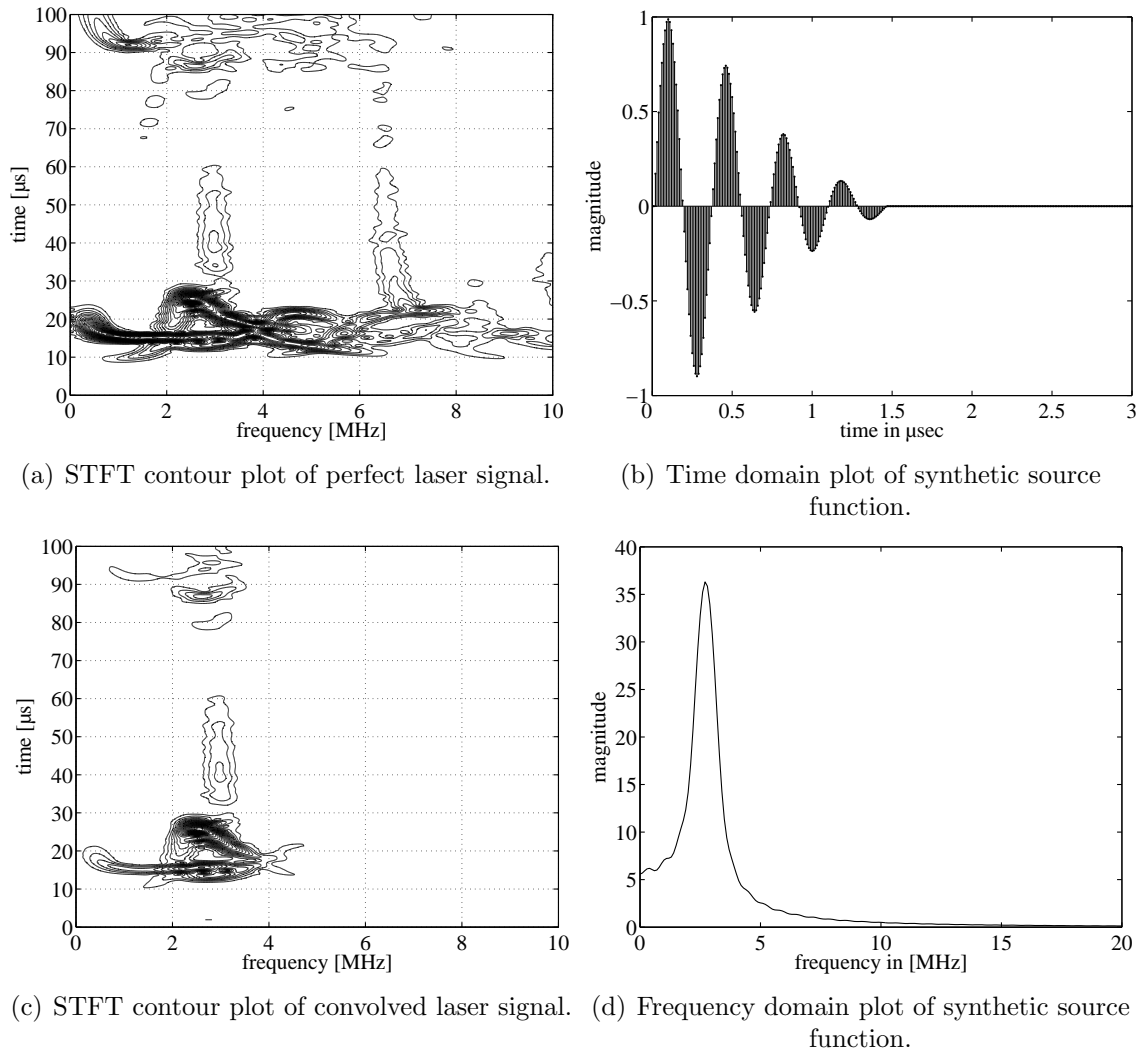 100
90
80
70
60
50
40
30
20
10
0
time [µs]
0 2 4 6 8 10
frequency [MHz]
(a) STFT contour plot of perfect laser signal.
1
0.5
0
−0.5
−1
magnitude
0 0.5 1 1.5 2 2.5 3
time in µsec
(b) Time domain plot of synthetic source
function.
100
90
80
70
60
50
40
30
20
10
0
time [µs]
0 2 4 6 8 10
frequency [MHz]
(c) STFT contour plot of convolved laser signal.
40
35
30
25
20
15
10
5
0
magnitude
0 5 10 15 20
frequency in [MHz]
(d) Frequency domain plot of synthetic source
function.